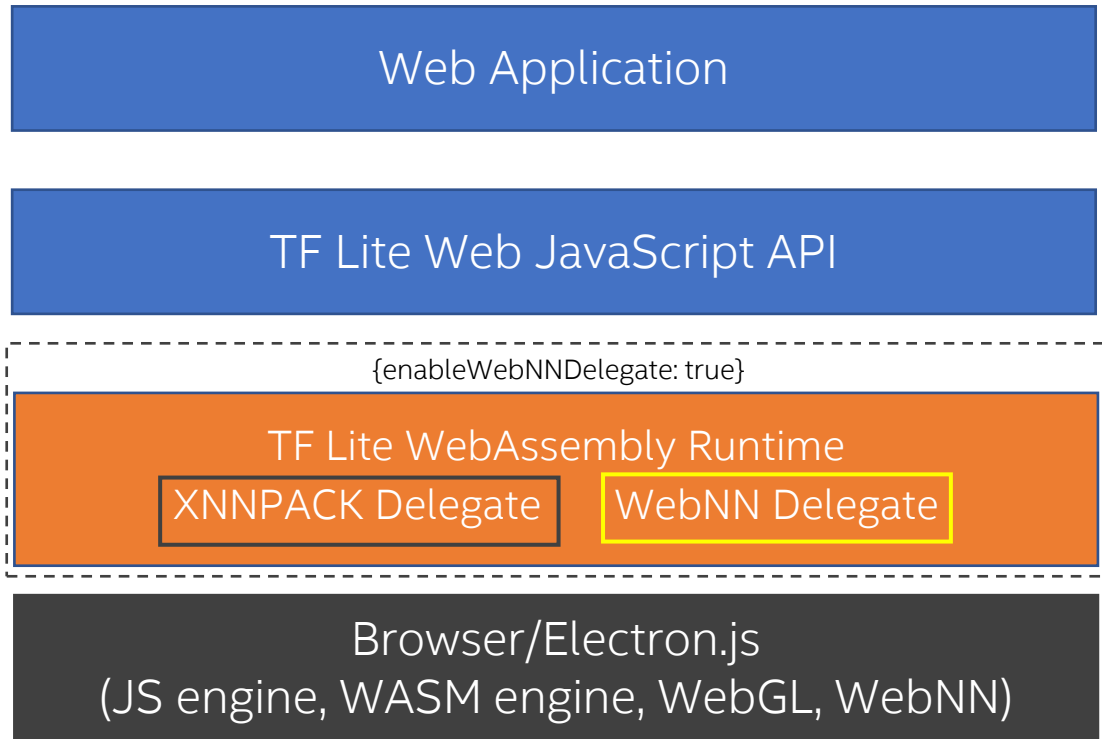 Web Application
TF Lite Web JavaScript API
{enableWebNNDelegate: true}
TF Lite WebAssembly Runtime
XNNPACK Delegate
WebNN Delegate
Browser/Electron.js
(JS engine, WASM engine, WebGL, WebNN)